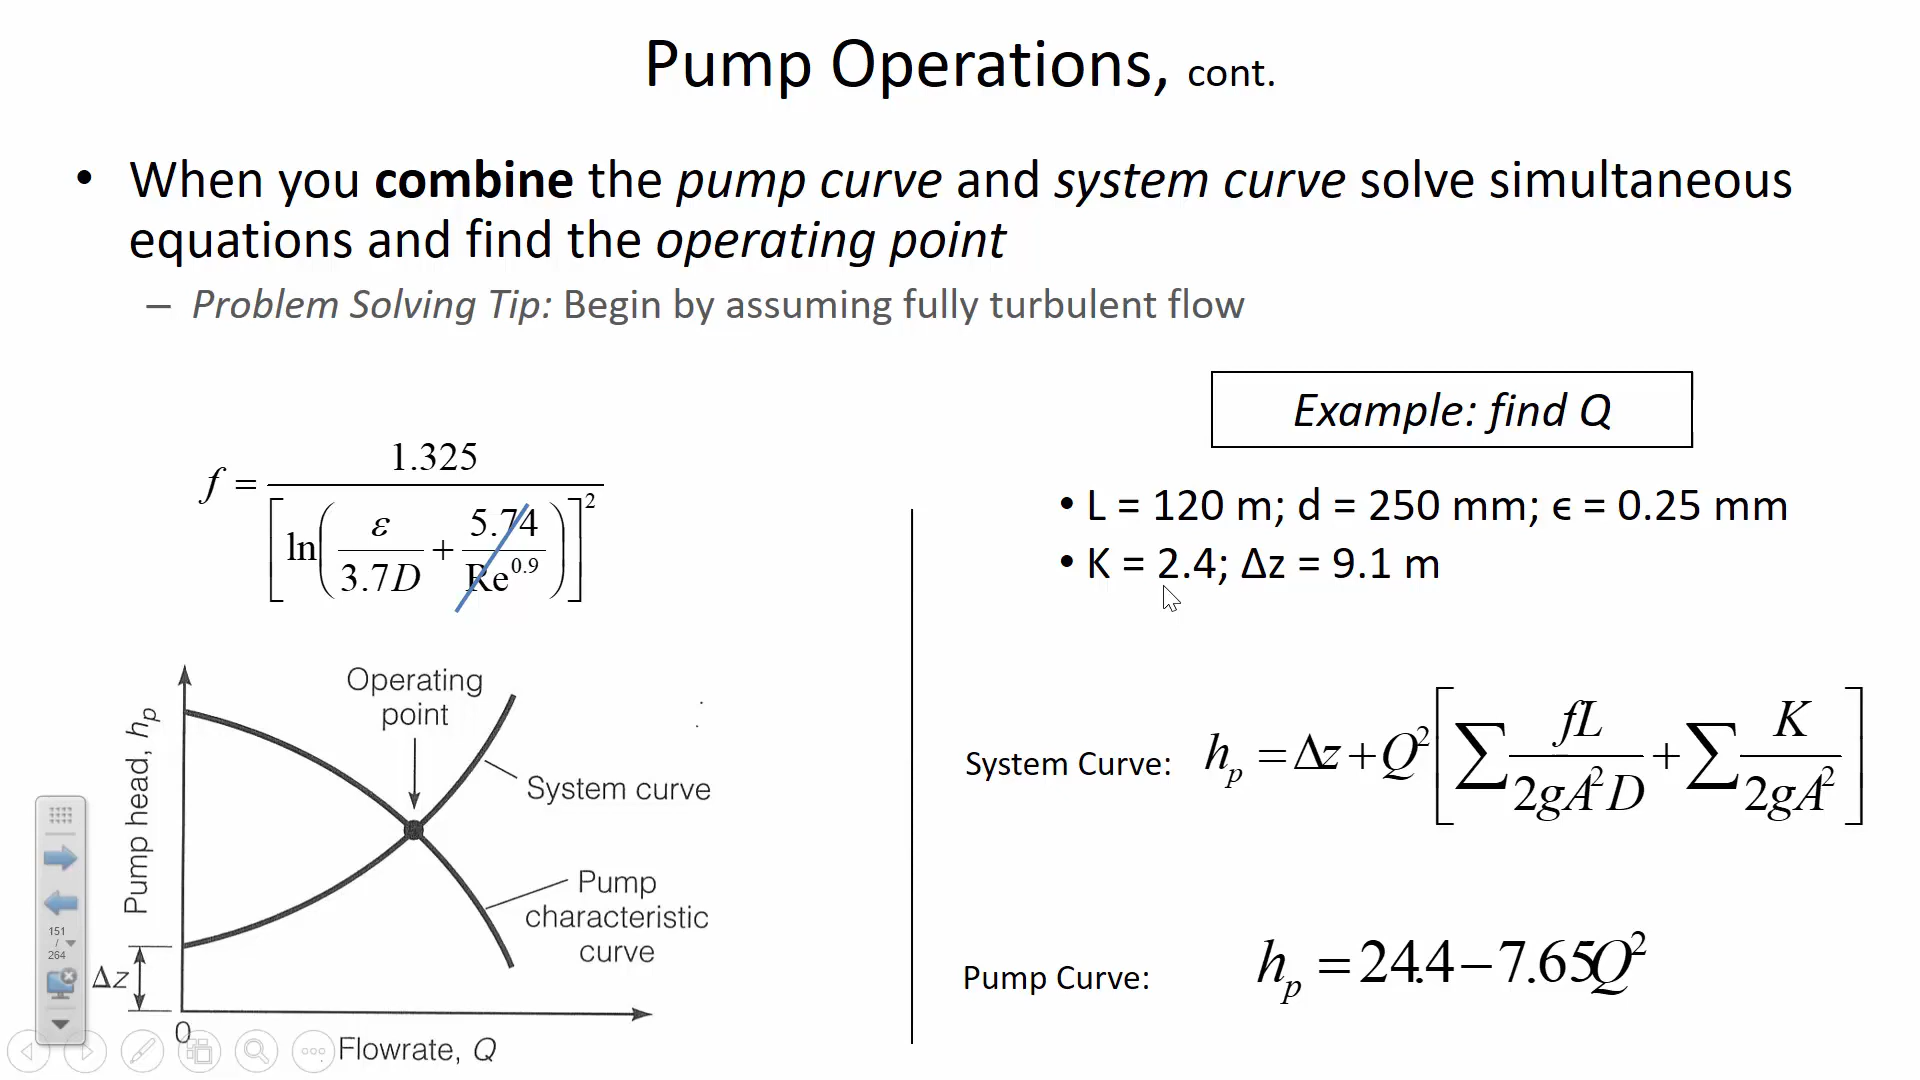 Pump Operations, cont.
• When you combine the pump curve and system curve solve simultaneous
equations and find the operating point
– Problem Solving Tip: Begin by assuming fully turbulent flow
f = 1.325 / [ln(ε/3.7D + 5.74/Re^0.9)]^2
Operating
point
System curve
Pump
characteristic
curve
Pump head, hp
Δz
0
Flowrate, Q
151
/
264
Example: find Q
• L = 120 m; d = 250 mm; ϵ = 0.25 mm
• K = 2.4; Δz = 9.1 m
System Curve: hp = Δz + Q^2 [∑ fL/2gA^2D + ∑ K/2gA^2]
Pump Curve: hp = 24.4 − 7.65Q^2